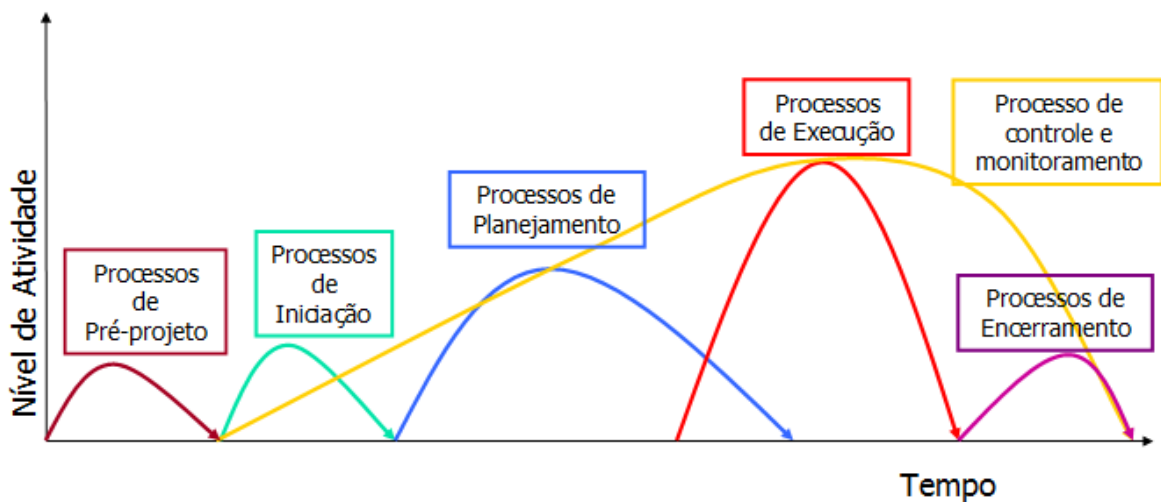 Nível de Atividade
Processos
de
Pré-projeto
Processos
de
Iniciação
Processos de
Planejamento
Processos
de Execução
Processo de
controle e
monitoramento
Processos de
Encerramento
Tempo